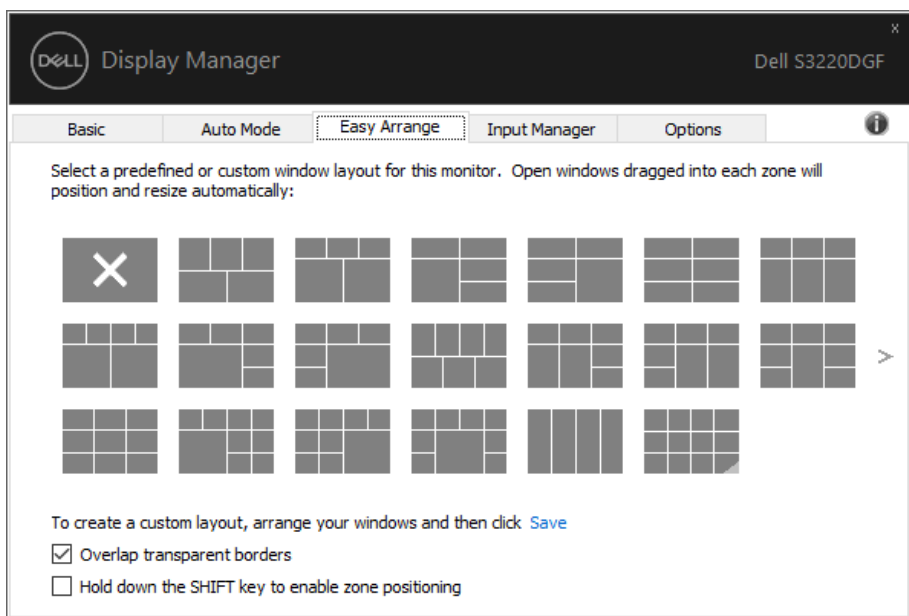 x
DELL Display Manager
Dell S3220DGF
Basic
Auto Mode
Easy Arrange
Input Manager
Options
i
Select a predefined or custom window layout for this monitor.  Open windows dragged into each zone will
position and resize automatically:
>
To create a custom layout, arrange your windows and then click  Save
Overlap transparent borders
Hold down the SHIFT key to enable zone positioning